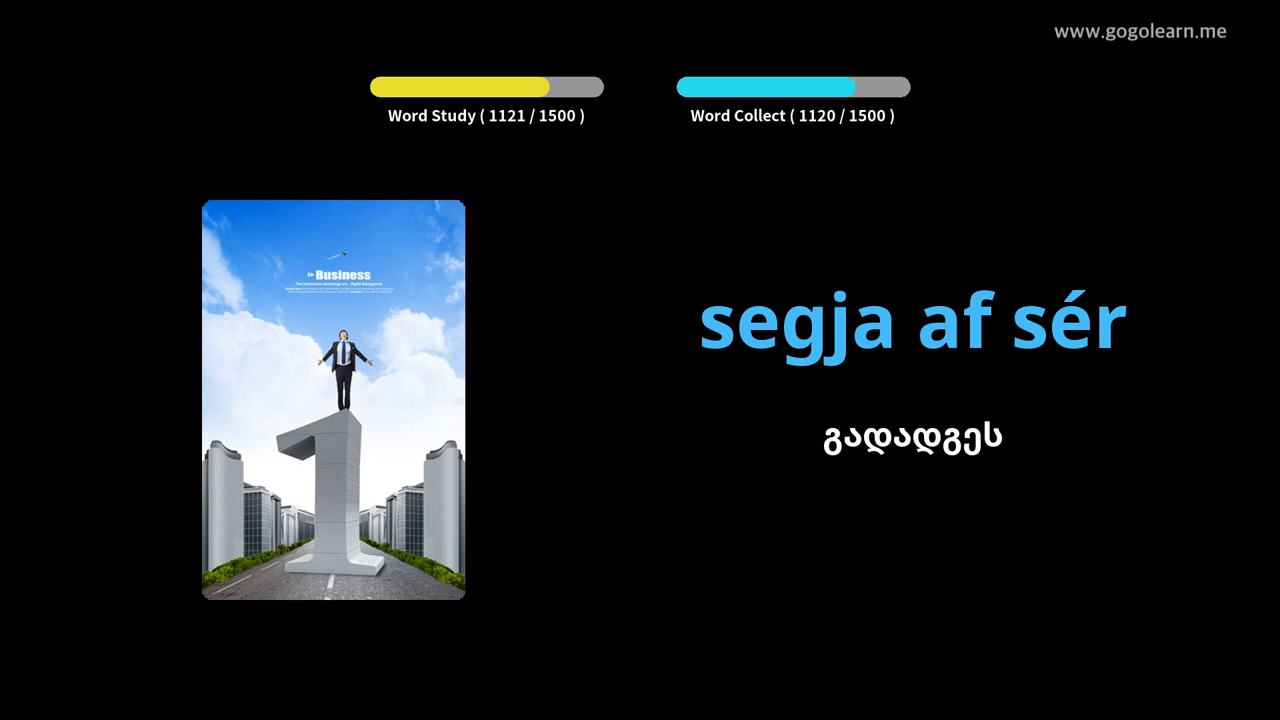 www.gogolearn.me
Word Study ( 1121 / 1500 )
Word Collect ( 1120 / 1500 )
Business
segja af sér
გადადგეს